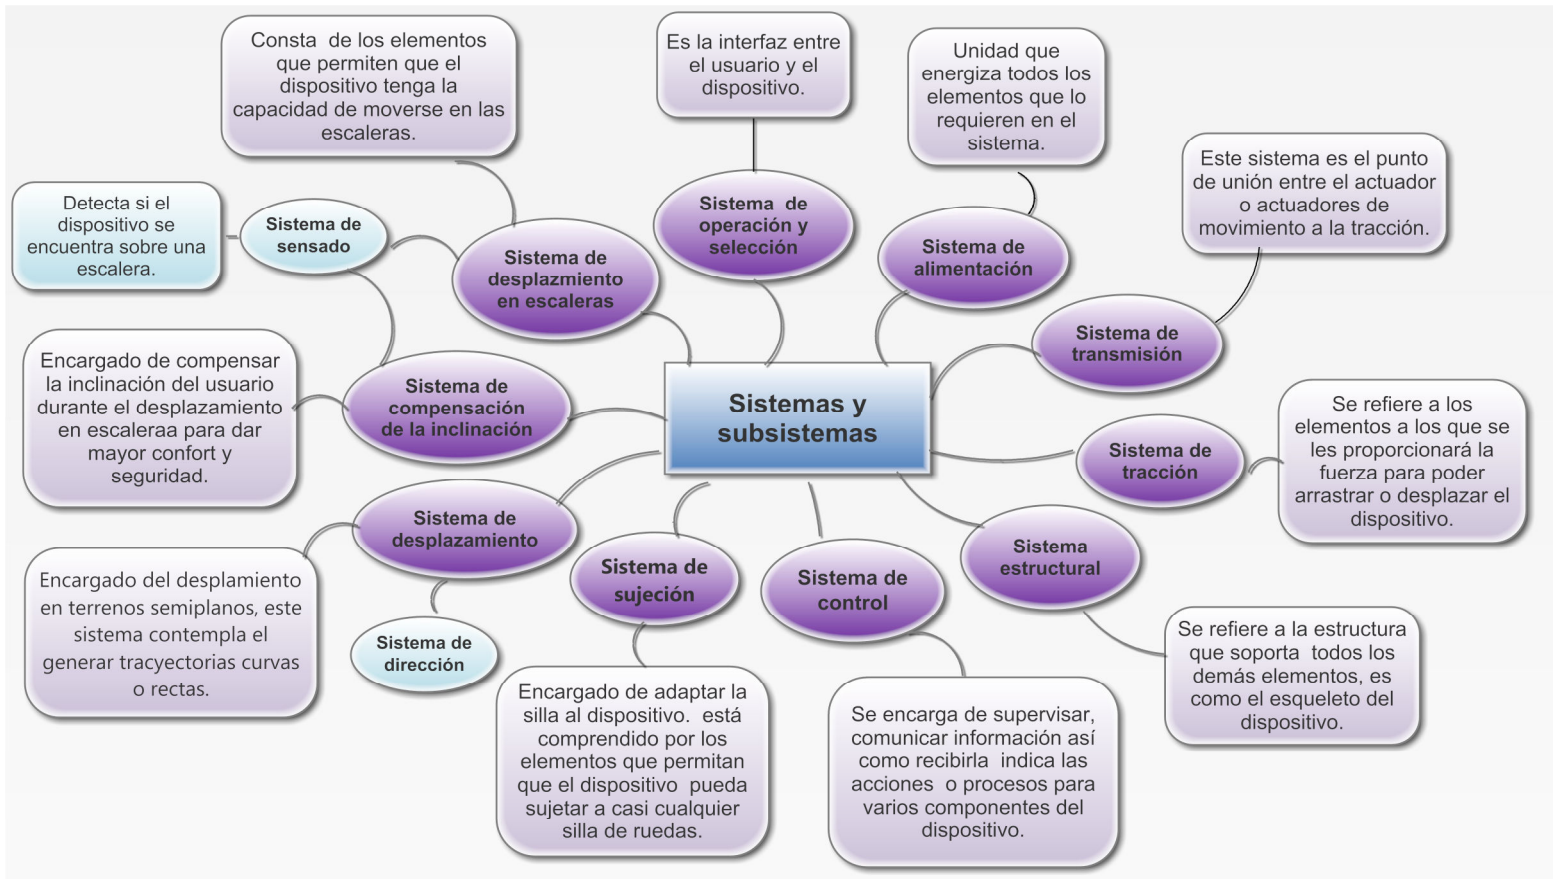 Consta de los elementos
que permiten que el
dispositivo tenga la
capacidad de moverse en las
escaleras.
Es la interfaz entre
el usuario y el
dispositivo.
Unidad que
energiza todos los
elementos que lo
requieren en el
sistema.
Este sistema es el punto
de unión entre el actuador
o actuadores de
movimiento a la tracción.
Detecta si el
dispositivo se
encuentra sobre una
escalera.
Sistema de
sensado
Sistema de
desplazmiento
en escaleras
Sistema de
operación y
selección
Sistema de
alimentación
Sistema de
transmisión
Encargado de compensar
la inclinación del usuario
durante el desplazamiento
en escaleraa para dar
mayor confort y
seguridad.
Sistema de
compensación
de la inclinación
Sistemas y
subsistemas
Sistema de
tracción
Se refiere a los
elementos a los que se
les proporcionará la
fuerza para poder
arrastrar o desplazar el
dispositivo.
Sistema de
desplazamiento
Sistema de
sujeción
Sistema de
control
Sistema
estructural
Encargado del desplamiento
en terrenos semiplanos, este
sistema contempla el
generar tracyectorias curvas
o rectas.
Sistema de
dirección
Encargado de adaptar la
silla al dispositivo. está
comprendido por los
elementos que permitan
que el dispositivo pueda
sujetar a casi cualquier
silla de ruedas.
Se encarga de supervisar,
comunicar información así
como recibirla indica las
acciones o procesos para
varios componentes del
dispositivo.
Se refiere a la estructura
que soporta todos los
demás elementos, es
como el esqueleto del
dispositivo.